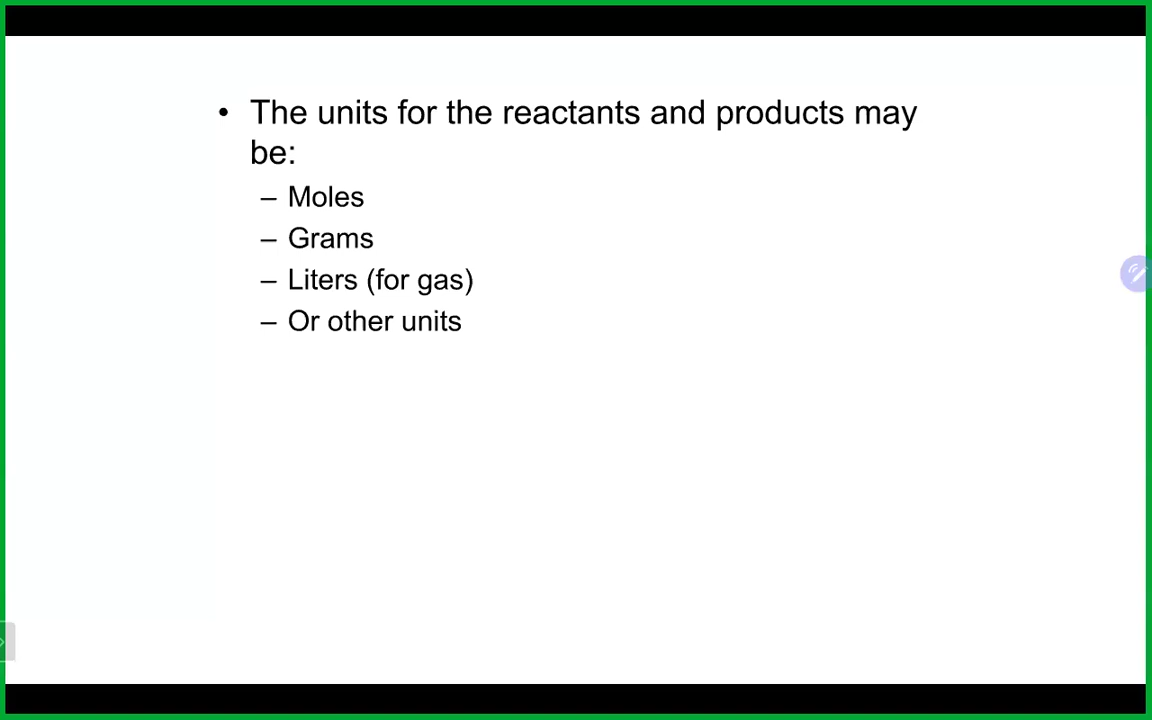 • The units for the reactants and products may
be:
– Moles
– Grams
– Liters (for gas)
– Or other units